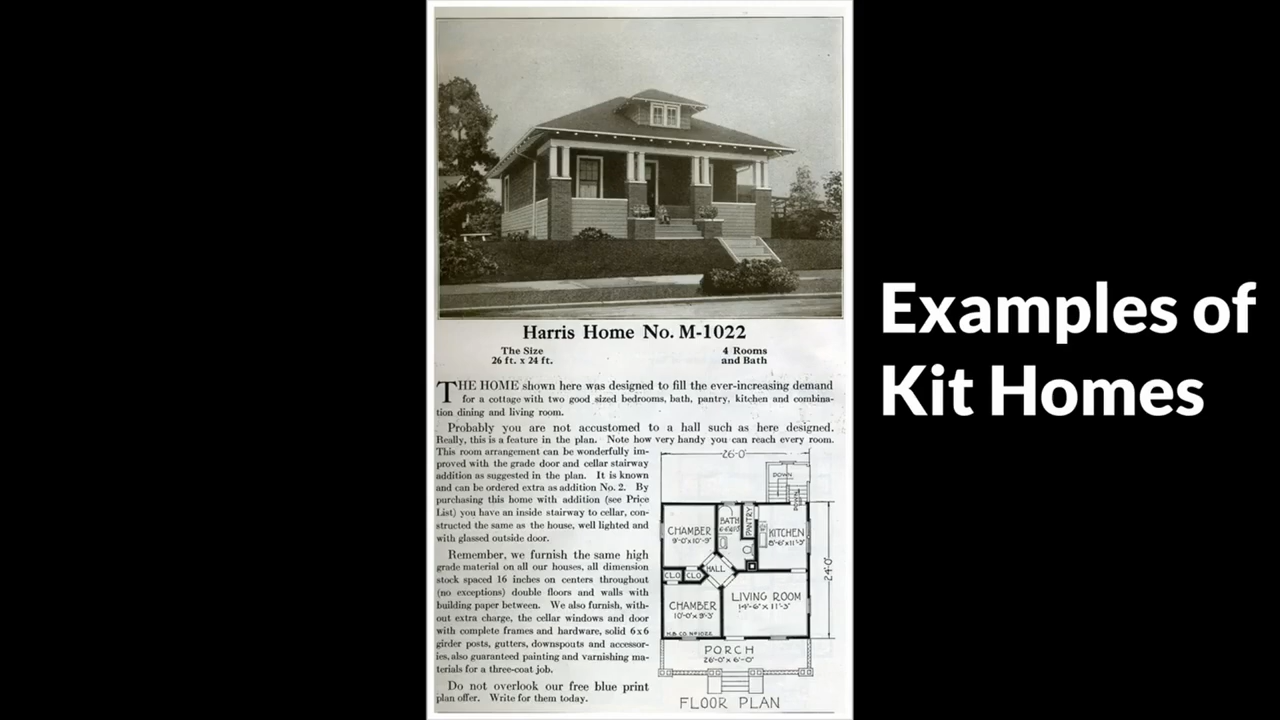 Harris Home No. M-1022
The Size
26 ft. x 24 ft.
4 Rooms
and Bath
THE HOME shown here was designed to fill the ever-increasing demand
for a cottage with two good sized bedrooms, bath, pantry, kitchen and combina-
tion dining and living room.
Probably you are not accustomed to a hall such as here designed.
Really, this is a feature in the plan. Note how very handy you can reach every room.
This room arrangement can be wonderfully im-
proved with the grade door and cellar stairway
addition as suggested in the plan. It is known
and can be ordered extra as addition No. 2. By
purchasing this home with addition (see Price
List) you have an inside stairway to cellar, con-
structed the same as the house, well lighted and
with glassed outside door.
Remember, we furnish the same high
grade material on all our houses, all dimension
stock spaced 16 inches on centers throughout
(no exceptions) double floors and walls with
building paper between. We also furnish, with-
out extra charge, the cellar windows and door
with complete frames and hardware, solid 6x6
girder posts, gutters, downspouts and accessor-
ies, also guaranteed painting and varnishing ma-
terials for a three-coat job.
Do not overlook our free blue print
plan offer. Write for them today.
26'-0"
DOWN
CHAMBER
9'-0"x10'-9"
BATH
PANTRY
KITCHEN
8'-6"x11'-3"
HALL
CLO
CLO
24'-0"
CHAMBER
10'-0"x9'-3"
LIVING ROOM
14'-6" x 11'-3"
H.B. CO. Nº 1022
PORCH
26'-0" x 6'-0"
FLOOR PLAN
Examples of
Kit Homes